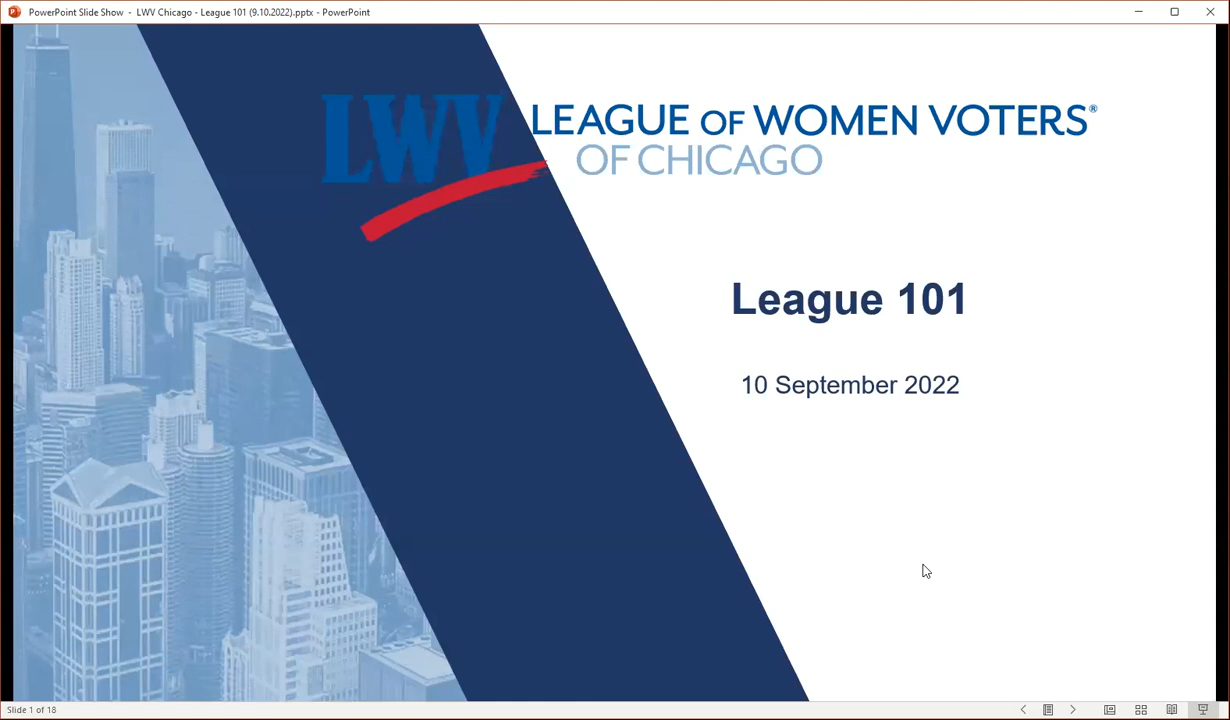 PowerPoint Slide Show - LWV Chicago - League 101 (9.10.2022).pptx - PowerPoint
LWV LEAGUE OF WOMEN VOTERS®
OF CHICAGO
League 101
10 September 2022
Slide 1 of 18